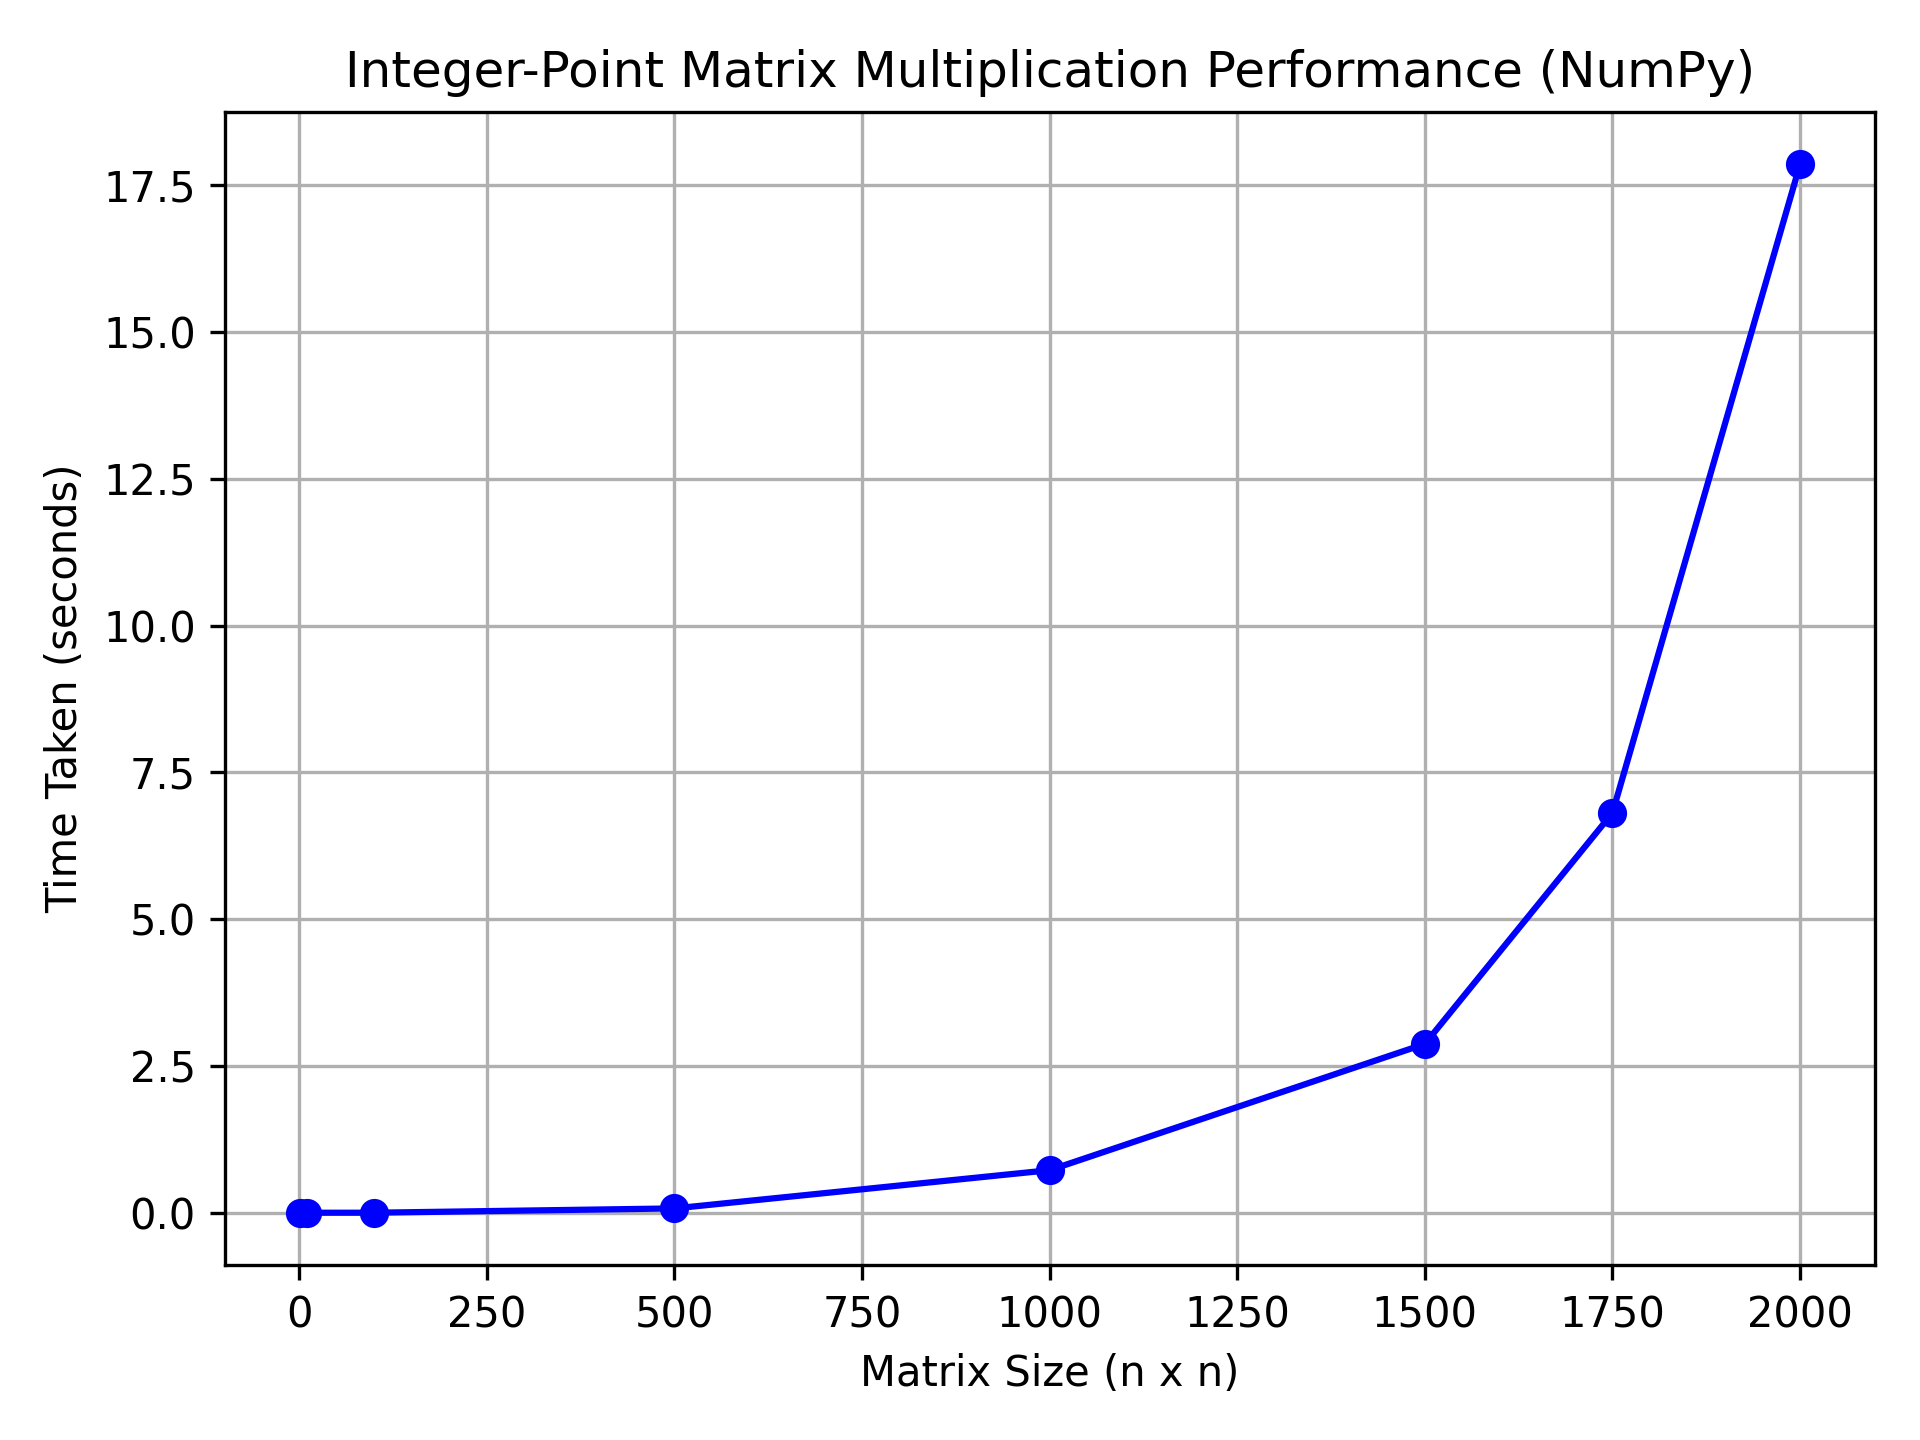 Integer-Point Matrix Multiplication Performance (NumPy)
Time Taken (seconds)
17.5
15.0
12.5
10.0
7.5
5.0
2.5
0.0
0 250 500 750 1000 1250 1500 1750 2000
Matrix Size (n x n)